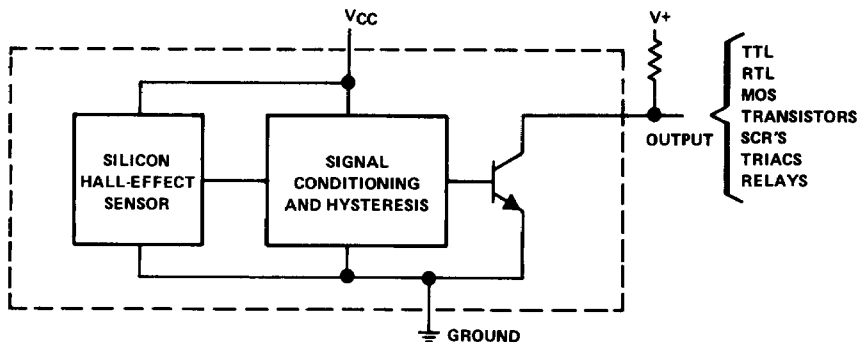 VCC
V+
SILICON
HALL-EFFECT
SENSOR
SIGNAL
CONDITIONING
AND HYSTERESIS
OUTPUT
TTL
RTL
MOS
TRANSISTORS
SCR'S
TRIACS
RELAYS
GROUND